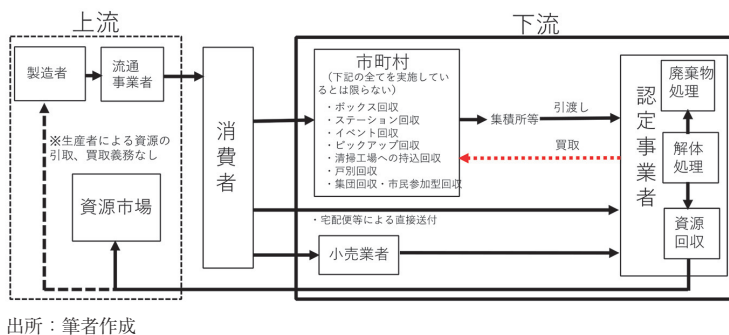 上流
製造者
流通
事業者
※生産者による資源の
引取、買取義務なし
資源市場
消費者
下流
市町村
（下記の全てを実施してい
るとは限らない）
・ボックス回収
・ステーション回収
・イベント回収
・ピックアップ回収
・清掃工場への持込回収
・戸別回収
・集団回収・市民参加型回収
集積所等
引渡し
買取
・宅配便等による直接送付
小売業者
認定事業者
廃棄物
処理
解体
処理
資源
回収
出所：筆者作成